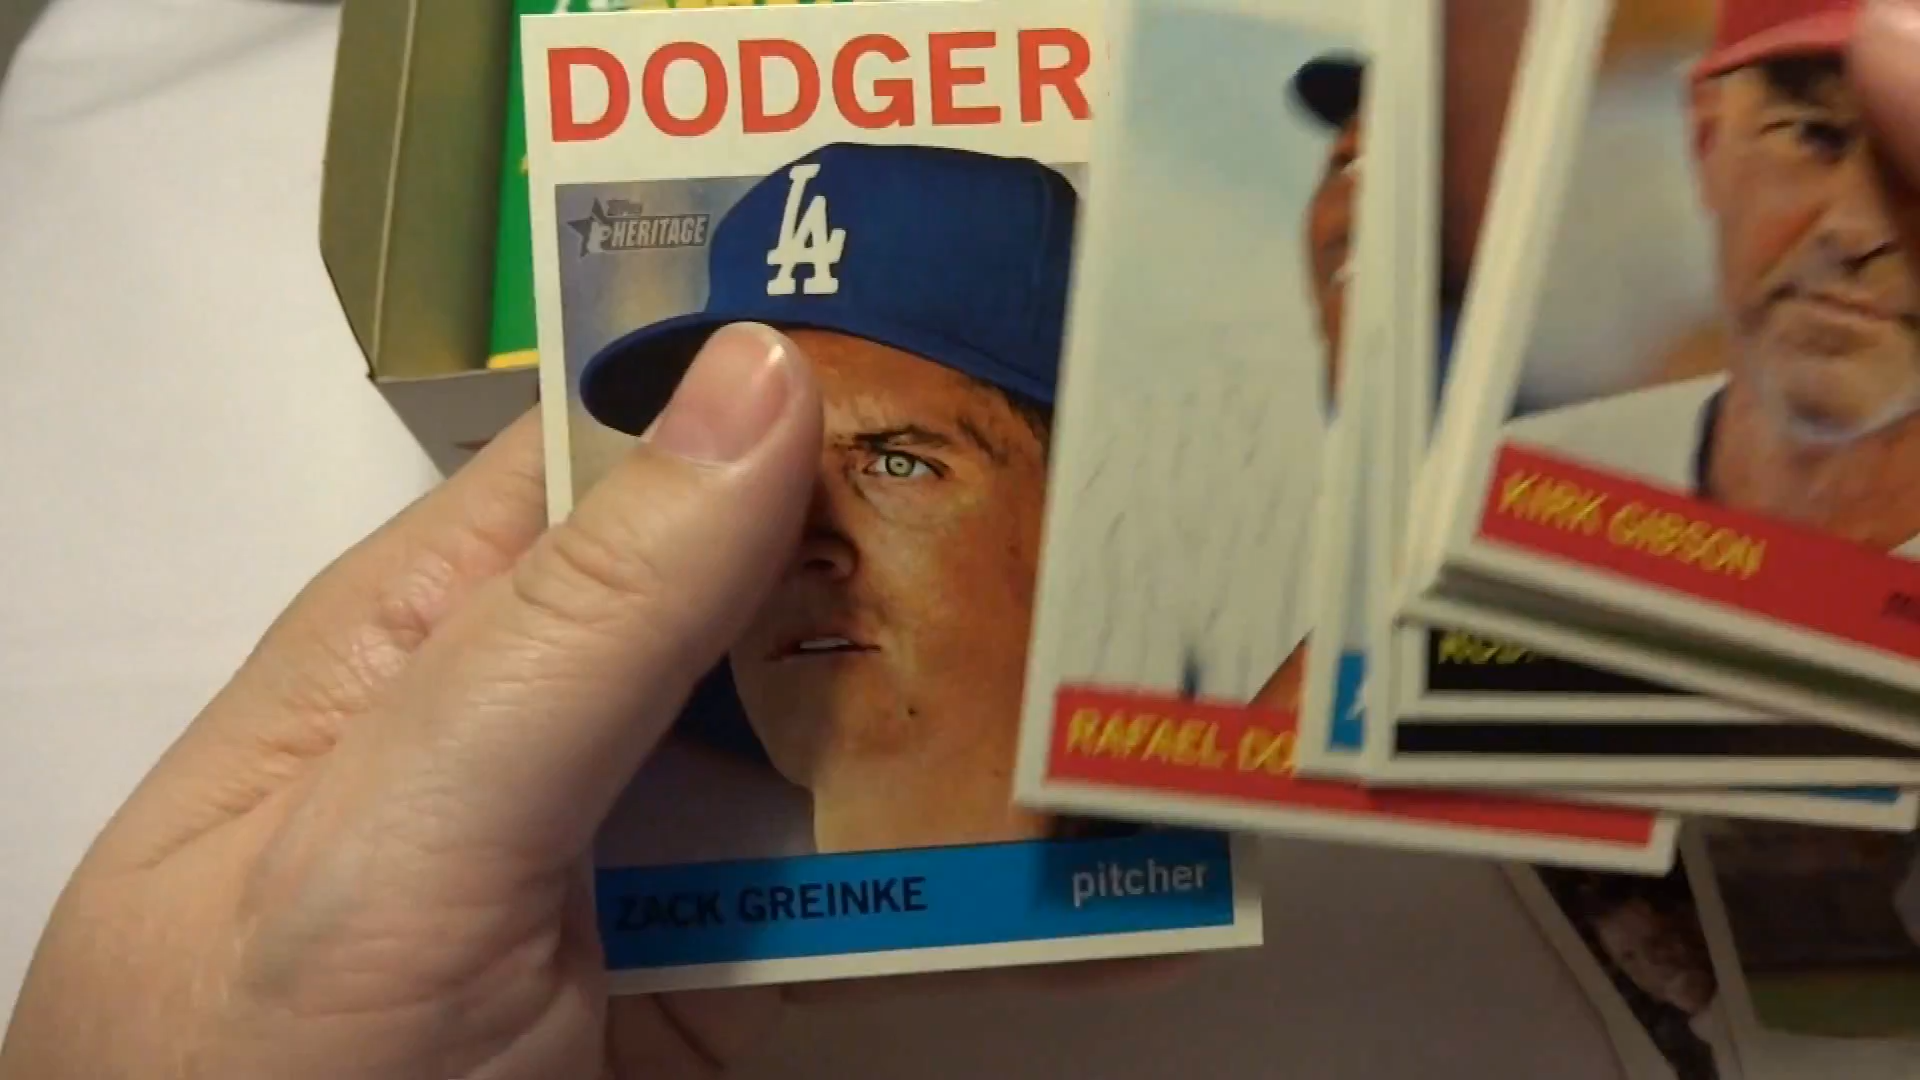 DODGER
TOPPS
HERITAGE
KIRK GIBSON
RAFAEL
ZACK GREINKE pitcher